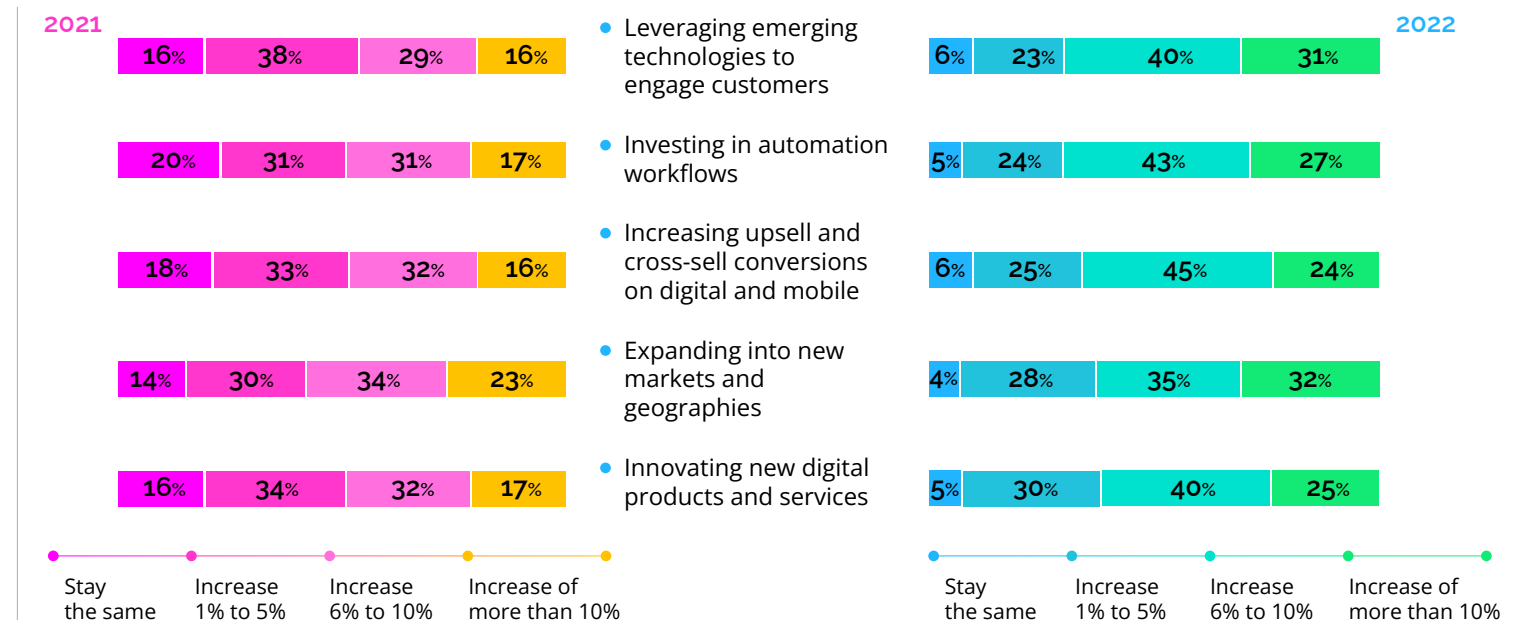 2021
2022
16% 38% 29% 16%
Leveraging emerging
technologies to
engage customers
6% 23% 40% 31%
20% 31% 31% 17%
Investing in automation
workflows
5% 24% 43% 27%
18% 33% 32% 16%
Increasing upsell and
cross-sell conversions
on digital and mobile
6% 25% 45% 24%
14% 30% 34% 23%
Expanding into new
markets and
geographies
4% 28% 35% 32%
16% 34% 32% 17%
Innovating new digital
products and services
5% 30% 40% 25%
Stay
the same
Increase
1% to 5%
Increase
6% to 10%
Increase of
more than 10%
Stay
the same
Increase
1% to 5%
Increase
6% to 10%
Increase of
more than 10%